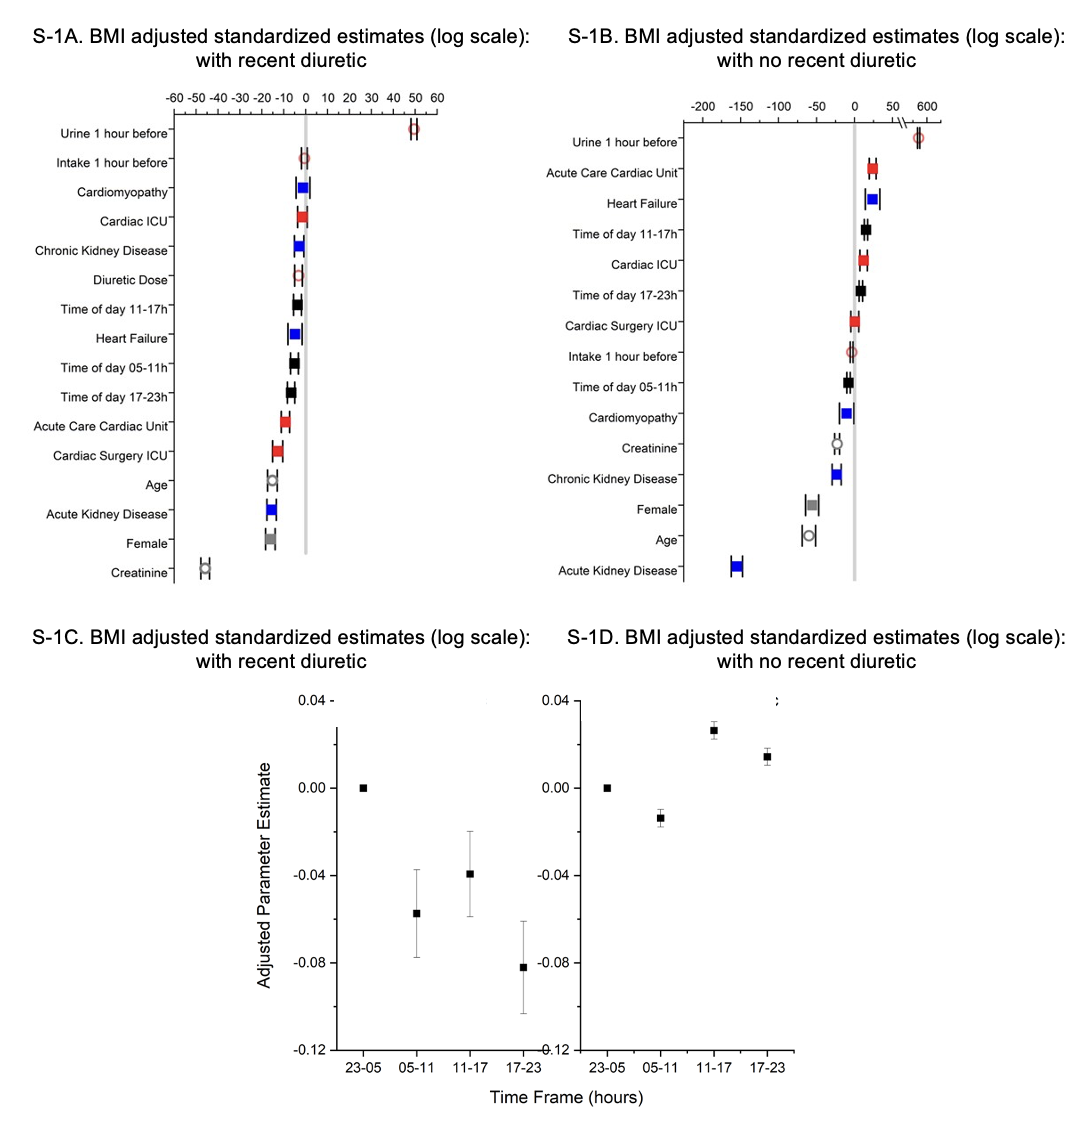 S-1A. BMI adjusted standardized estimates (log scale):
with recent diuretic
-60 -50 -40 -30 -20 -10 0 10 20 30 40 50 60
Urine 1 hour before
Intake 1 hour before
Cardiomyopathy
Cardiac ICU
Chronic Kidney Disease
Diuretic Dose
Time of day 11-17h
Heart Failure
Time of day 05-11h
Time of day 17-23h
Acute Care Cardiac Unit
Cardiac Surgery ICU
Age
Acute Kidney Disease
Female
Creatinine
S-1B. BMI adjusted standardized estimates (log scale):
with no recent diuretic
-200 -150 -100 -50 0 50 600
Urine 1 hour before
Acute Care Cardiac Unit
Heart Failure
Time of day 11-17h
Cardiac ICU
Time of day 17-23h
Cardiac Surgery ICU
Intake 1 hour before
Time of day 05-11h
Cardiomyopathy
Creatinine
Chronic Kidney Disease
Female
Age
Acute Kidney Disease
S-1C. BMI adjusted standardized estimates (log scale):
with recent diuretic
Adjusted Parameter Estimate
0.04
0.00
-0.04
-0.08
-0.12
23-05 05-11 11-17 17-23
S-1D. BMI adjusted standardized estimates (log scale):
with no recent diuretic
0.04
0.00
-0.04
-0.08
-0.12
23-05 05-11 11-17 17-23
Time Frame (hours)